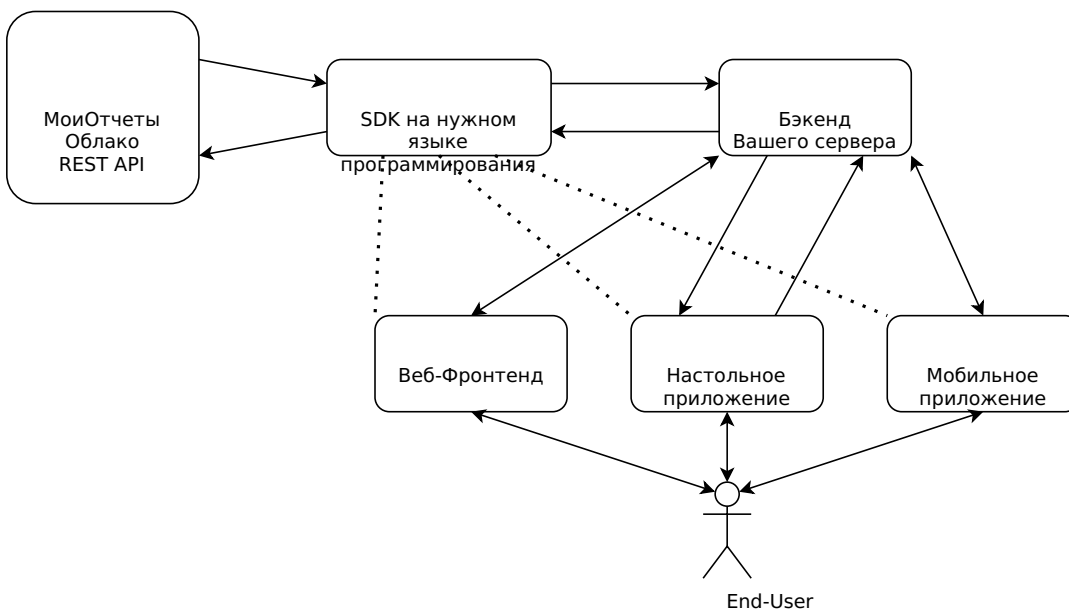 МоиОтчеты
Облако
REST API
SDK на нужном
языке
программирования
Бэкенд
Вашего сервера
Веб-Фронтенд
Настольное
приложение
Мобильное
приложение
End-User